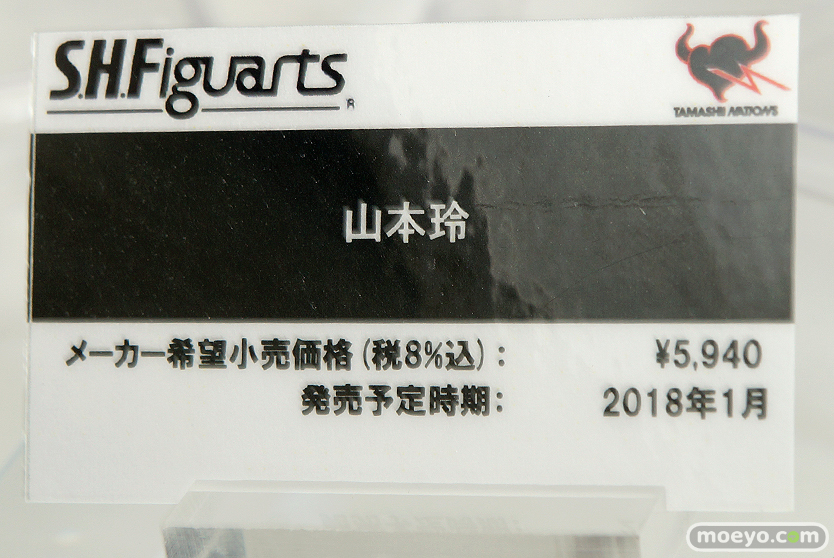 S.H.Figuarts
®
TAMASHII NATIONS
山本玲
メーカー希望小売価格(税8%込): ¥5,940
発売予定時期: 2018年1月
moeyo.com